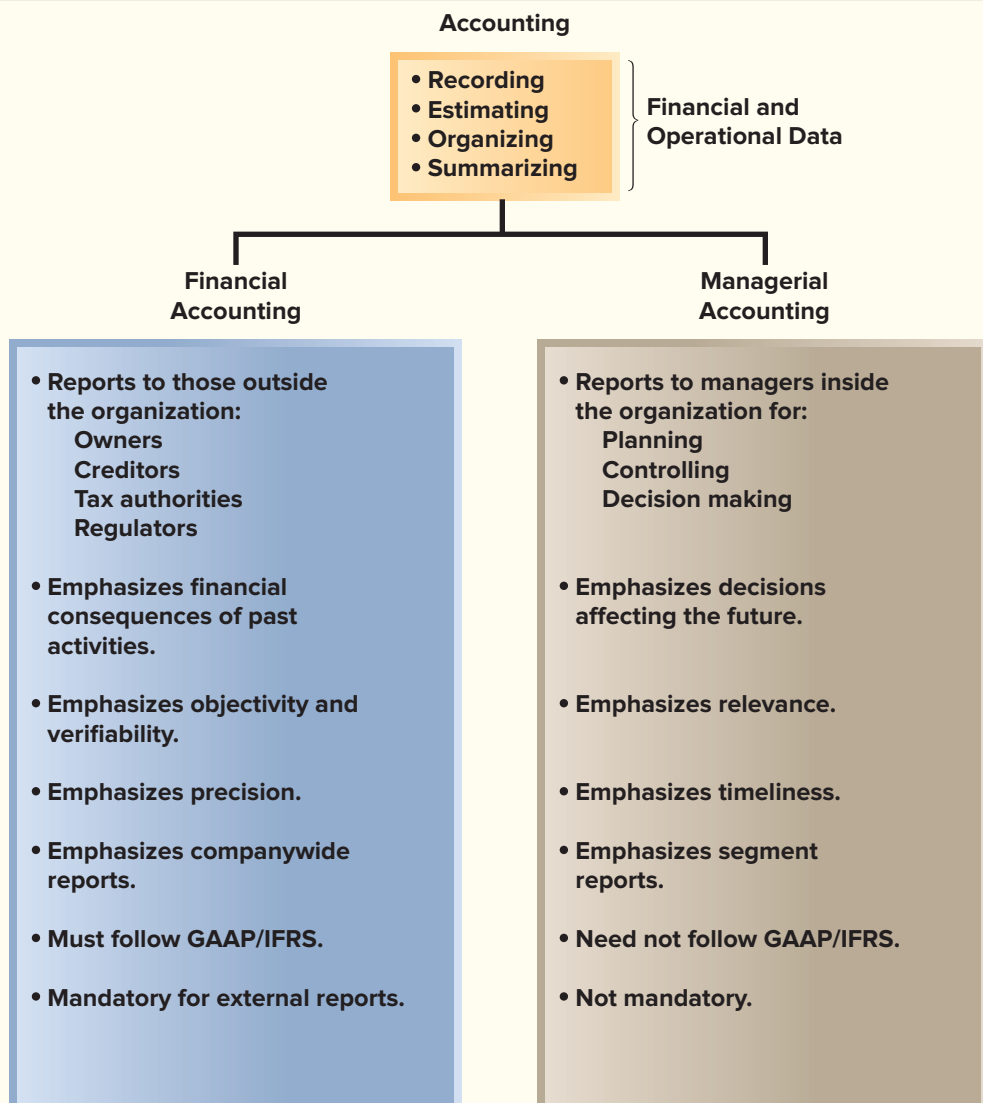 Accounting
• Recording
• Estimating
• Organizing
• Summarizing
Financial and
Operational Data
Financial
Accounting
• Reports to those outside
the organization:
Owners
Creditors
Tax authorities
Regulators
• Emphasizes financial
consequences of past
activities.
• Emphasizes objectivity and
verifiability.
• Emphasizes precision.
• Emphasizes companywide
reports.
• Must follow GAAP/IFRS.
• Mandatory for external reports.
Managerial
Accounting
• Reports to managers inside
the organization for:
Planning
Controlling
Decision making
• Emphasizes decisions
affecting the future.
• Emphasizes relevance.
• Emphasizes timeliness.
• Emphasizes segment
reports.
• Need not follow GAAP/IFRS.
• Not mandatory.